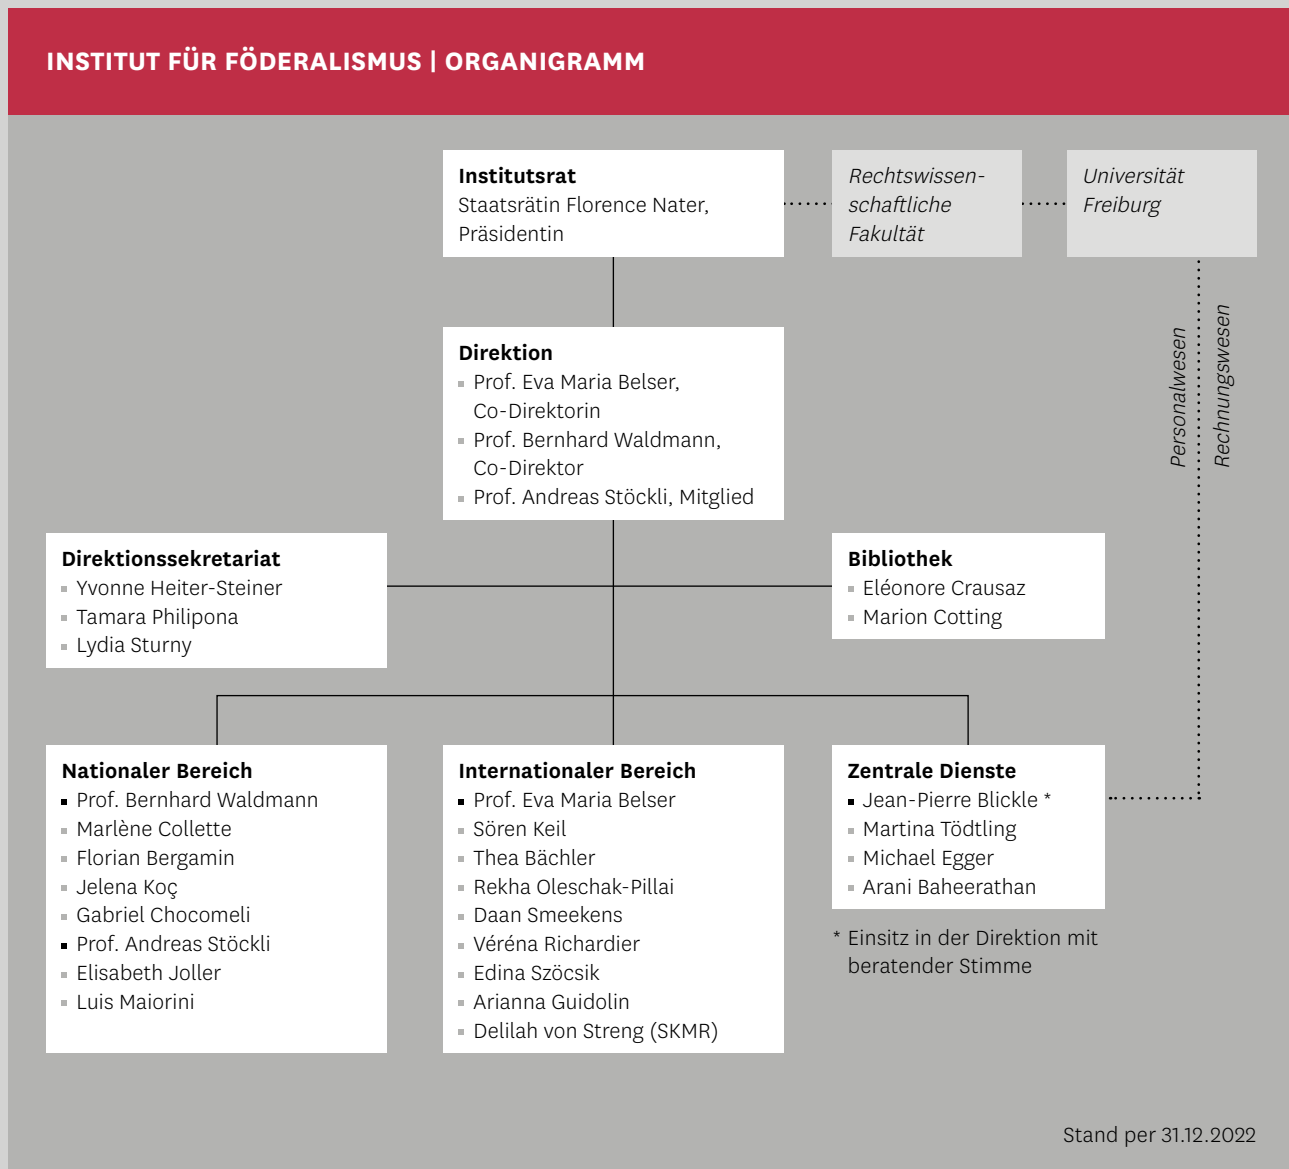 INSTITUT FÜR FÖDERALISMUS | ORGANIGRAMM
Institutsrat
Staatsrätin Florence Nater,
Präsidentin
Rechtswissen-
schaftliche
Fakultät
Universität
Freiburg
Personalwesen
Rechnungswesen
Direktion
Prof. Eva Maria Belser,
Co-Direktorin
Prof. Bernhard Waldmann,
Co-Direktor
Prof. Andreas Stöckli, Mitglied
Direktionssekretariat
Yvonne Heiter-Steiner
Tamara Philipona
Lydia Sturny
Bibliothek
Eléonore Crausaz
Marion Cotting
Nationaler Bereich
Prof. Bernhard Waldmann
Marlène Collette
Florian Bergamin
Jelena Koç
Gabriel Chocomeli
Prof. Andreas Stöckli
Elisabeth Joller
Luis Maiorini
Internationaler Bereich
Prof. Eva Maria Belser
Sören Keil
Thea Bächler
Rekha Oleschak-Pillai
Daan Smeekens
Véréna Richardier
Edina Szöcsik
Arianna Guidolin
Delilah von Streng (SKMR)
Zentrale Dienste
Jean-Pierre Blickle *
Martina Tödtling
Michael Egger
Arani Baheerathan
* Einsitz in der Direktion mit
beratender Stimme
Stand per 31.12.2022